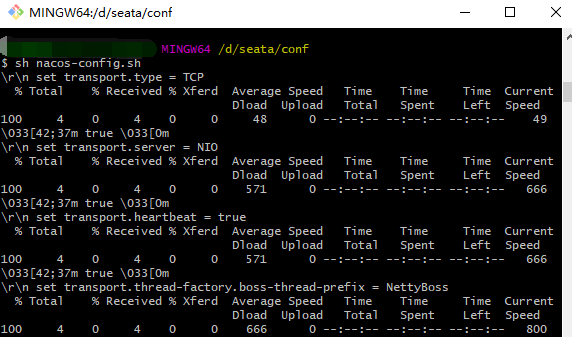 MINGW64:/d/seata/conf
MINGW64 /d/seata/conf
$ sh nacos-config.sh
\r\n set transport.type = TCP
% Total % Received % Xferd Average Speed Time Time Time Current
Dload Upload Total Spent Left Speed
100 4 0 4 0 0 48 0 --:--:-- --:--:-- --:--:-- 49
\033[42;37m true \033[0m
\r\n set transport.server = NIO
% Total % Received % Xferd Average Speed Time Time Time Current
Dload Upload Total Spent Left Speed
100 4 0 4 0 0 571 0 --:--:-- --:--:-- --:--:-- 666
\033[42;37m true \033[0m
\r\n set transport.heartbeat = true
% Total % Received % Xferd Average Speed Time Time Time Current
Dload Upload Total Spent Left Speed
100 4 0 4 0 0 571 0 --:--:-- --:--:-- --:--:-- 666
\033[42;37m true \033[0m
\r\n set transport.thread-factory.boss-thread-prefix = NettyBoss
% Total % Received % Xferd Average Speed Time Time Time Current
Dload Upload Total Spent Left Speed
100 4 0 4 0 0 666 0 --:--:-- --:--:-- --:--:-- 800